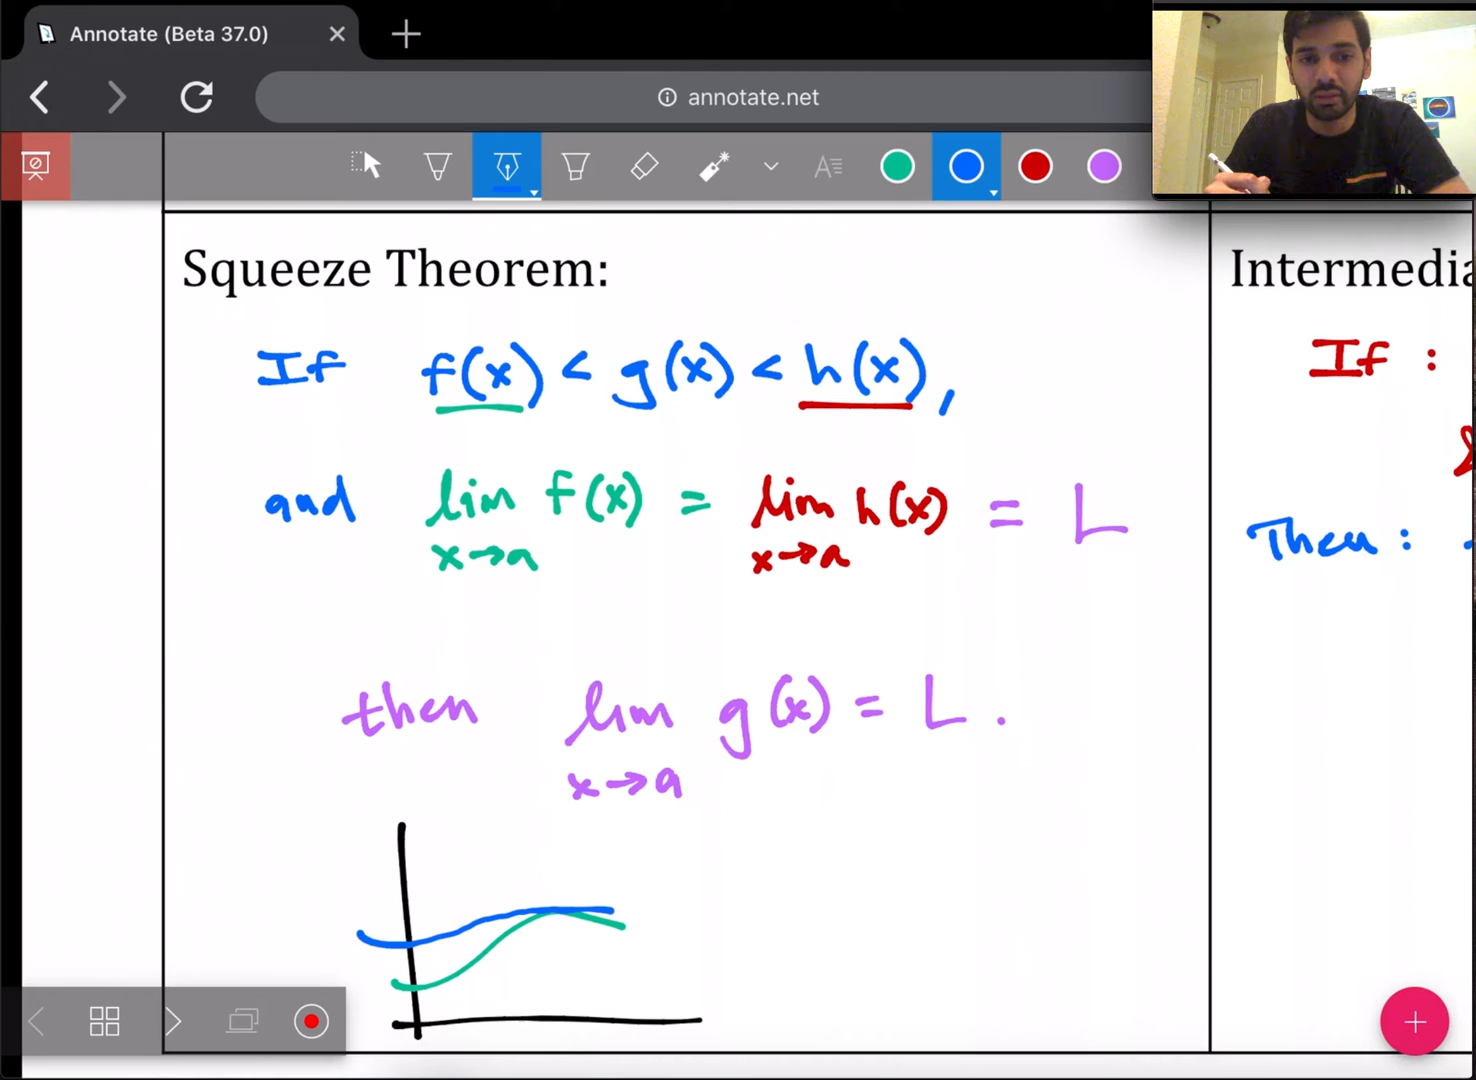 Annotate (Beta 37.0)
annotate.net
Squeeze Theorem:
If f(x) < g(x) < h(x),
and lim x→a f(x) = lim x→a h(x) = L
then lim x→a g(x) = L.
Intermedia
If :
Then :